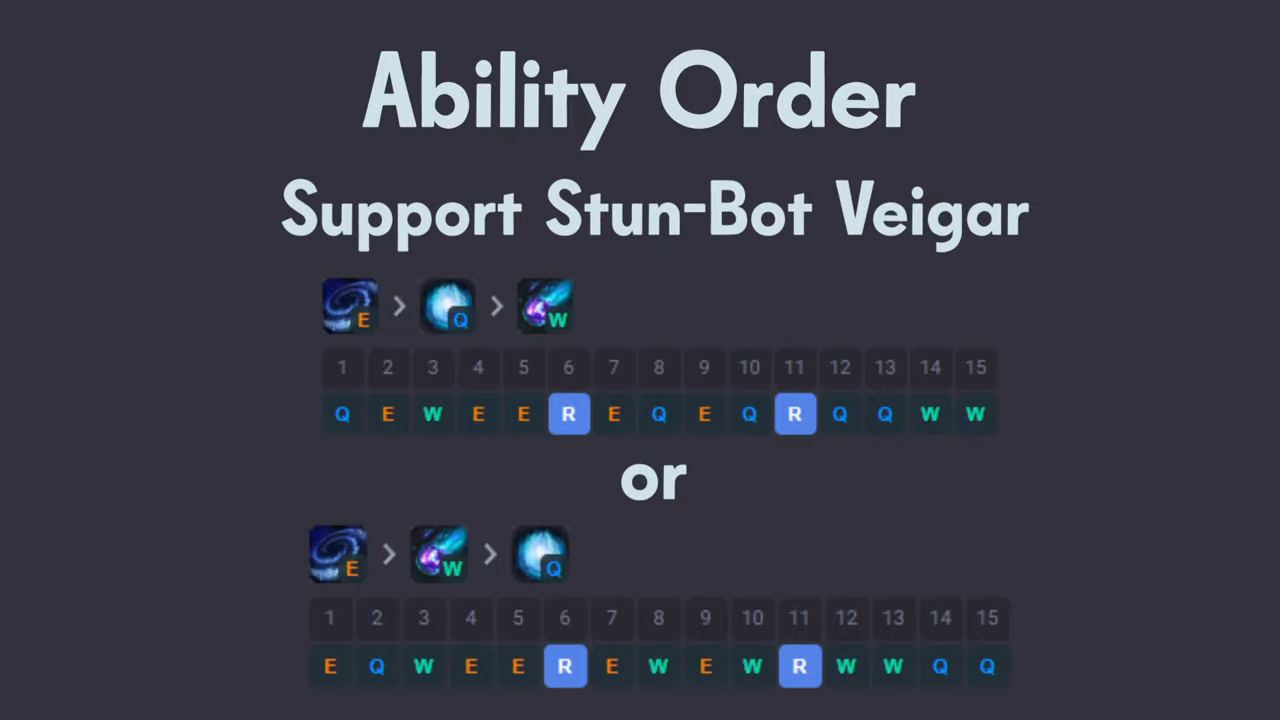 Ability Order
Support Stun-Bot Veigar
E > Q > W
1 2 3 4 5 6 7 8 9 10 11 12 13 14 15
Q E W E E R E Q E Q R Q Q W W
or
E > W > Q
1 2 3 4 5 6 7 8 9 10 11 12 13 14 15
E Q W E E R E W E W R W W Q Q